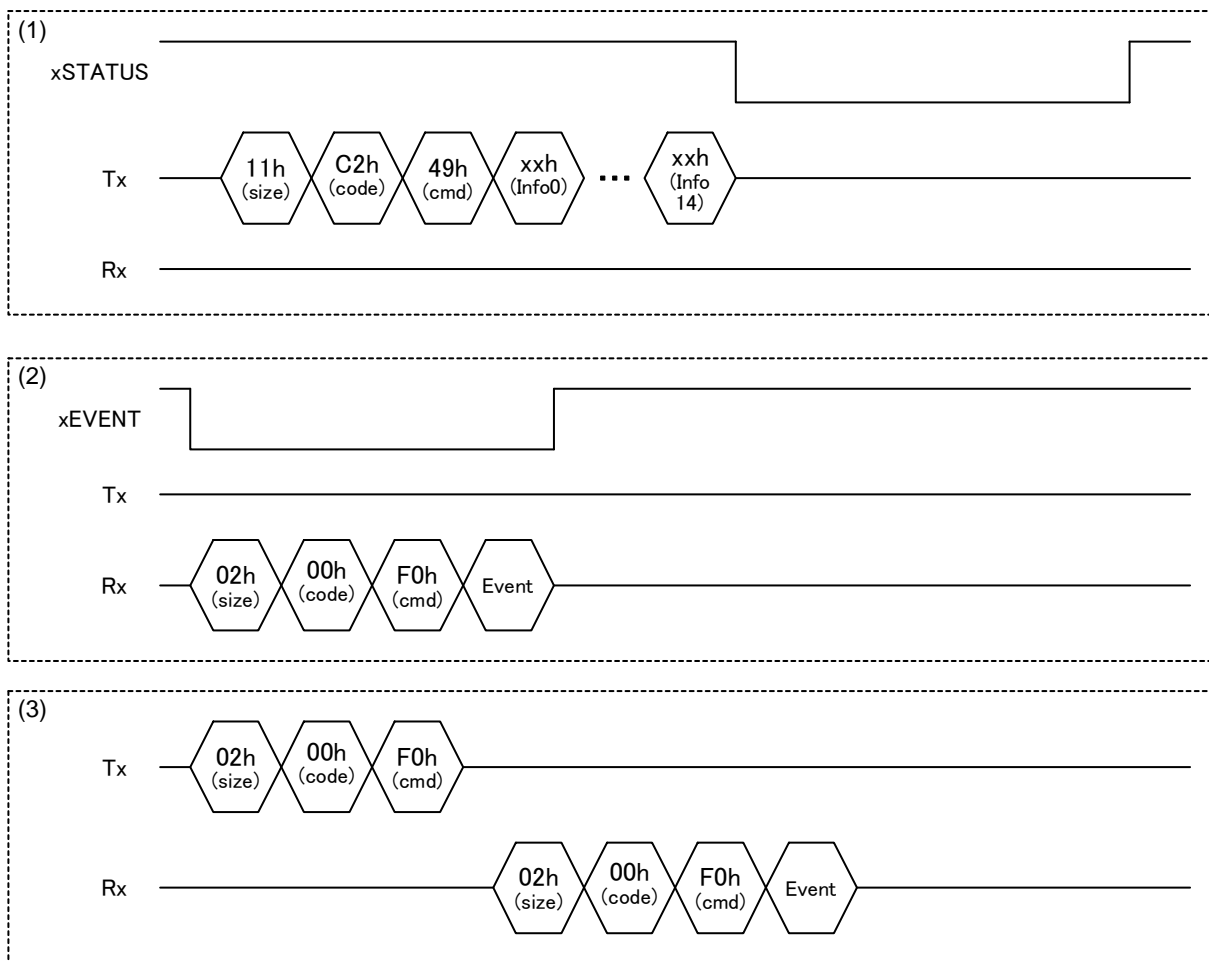 (1)
xSTATUS
Tx
11h
(size)
C2h
(code)
49h
(cmd)
xxh
(Info0)
...
xxh
(Info
14)
Rx
(2)
xEVENT
Tx
Rx
02h
(size)
00h
(code)
F0h
(cmd)
Event
(3)
Tx
02h
(size)
00h
(code)
F0h
(cmd)
Rx
02h
(size)
00h
(code)
F0h
(cmd)
Event